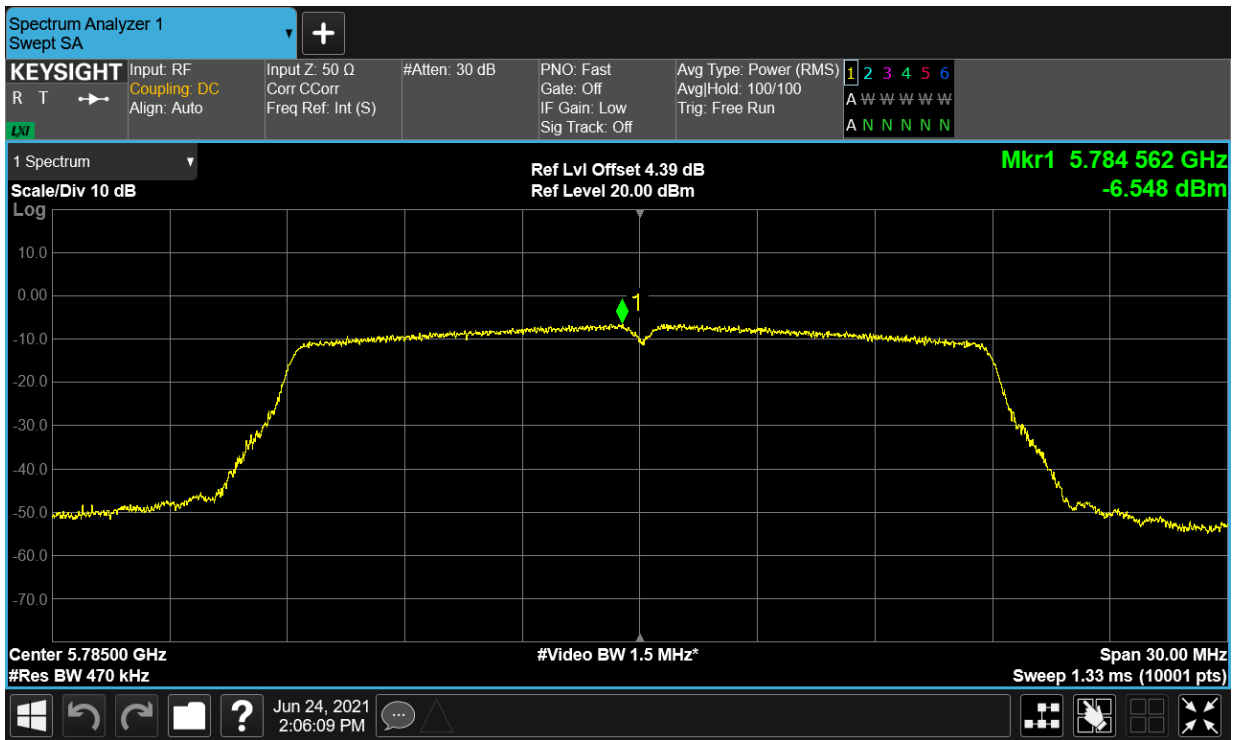 Spectrum Analyzer 1
Swept SA
KEYSIGHT
R T
LXI
Input: RF
Coupling: DC
Align: Auto
Input Z: 50 Ω
Corr CCorr
Freq Ref: Int (S)
#Atten: 30 dB
PNO: Fast
Gate: Off
IF Gain: Low
Sig Track: Off
Avg Type: Power (RMS)
Avg|Hold: 100/100
Trig: Free Run
1 2 3 4 5 6
A W W W W W
A N N N N N
1 Spectrum
Scale/Div 10 dB
Log
Ref Lvl Offset 4.39 dB
Ref Level 20.00 dBm
Mkr1 5.784 562 GHz
-6.548 dBm
10.0
0.00
-10.0
-20.0
-30.0
-40.0
-50.0
-60.0
-70.0
1
Center 5.78500 GHz
#Res BW 470 kHz
#Video BW 1.5 MHz*
Span 30.00 MHz
Sweep 1.33 ms (10001 pts)
?
Jun 24, 2021
2:06:09 PM